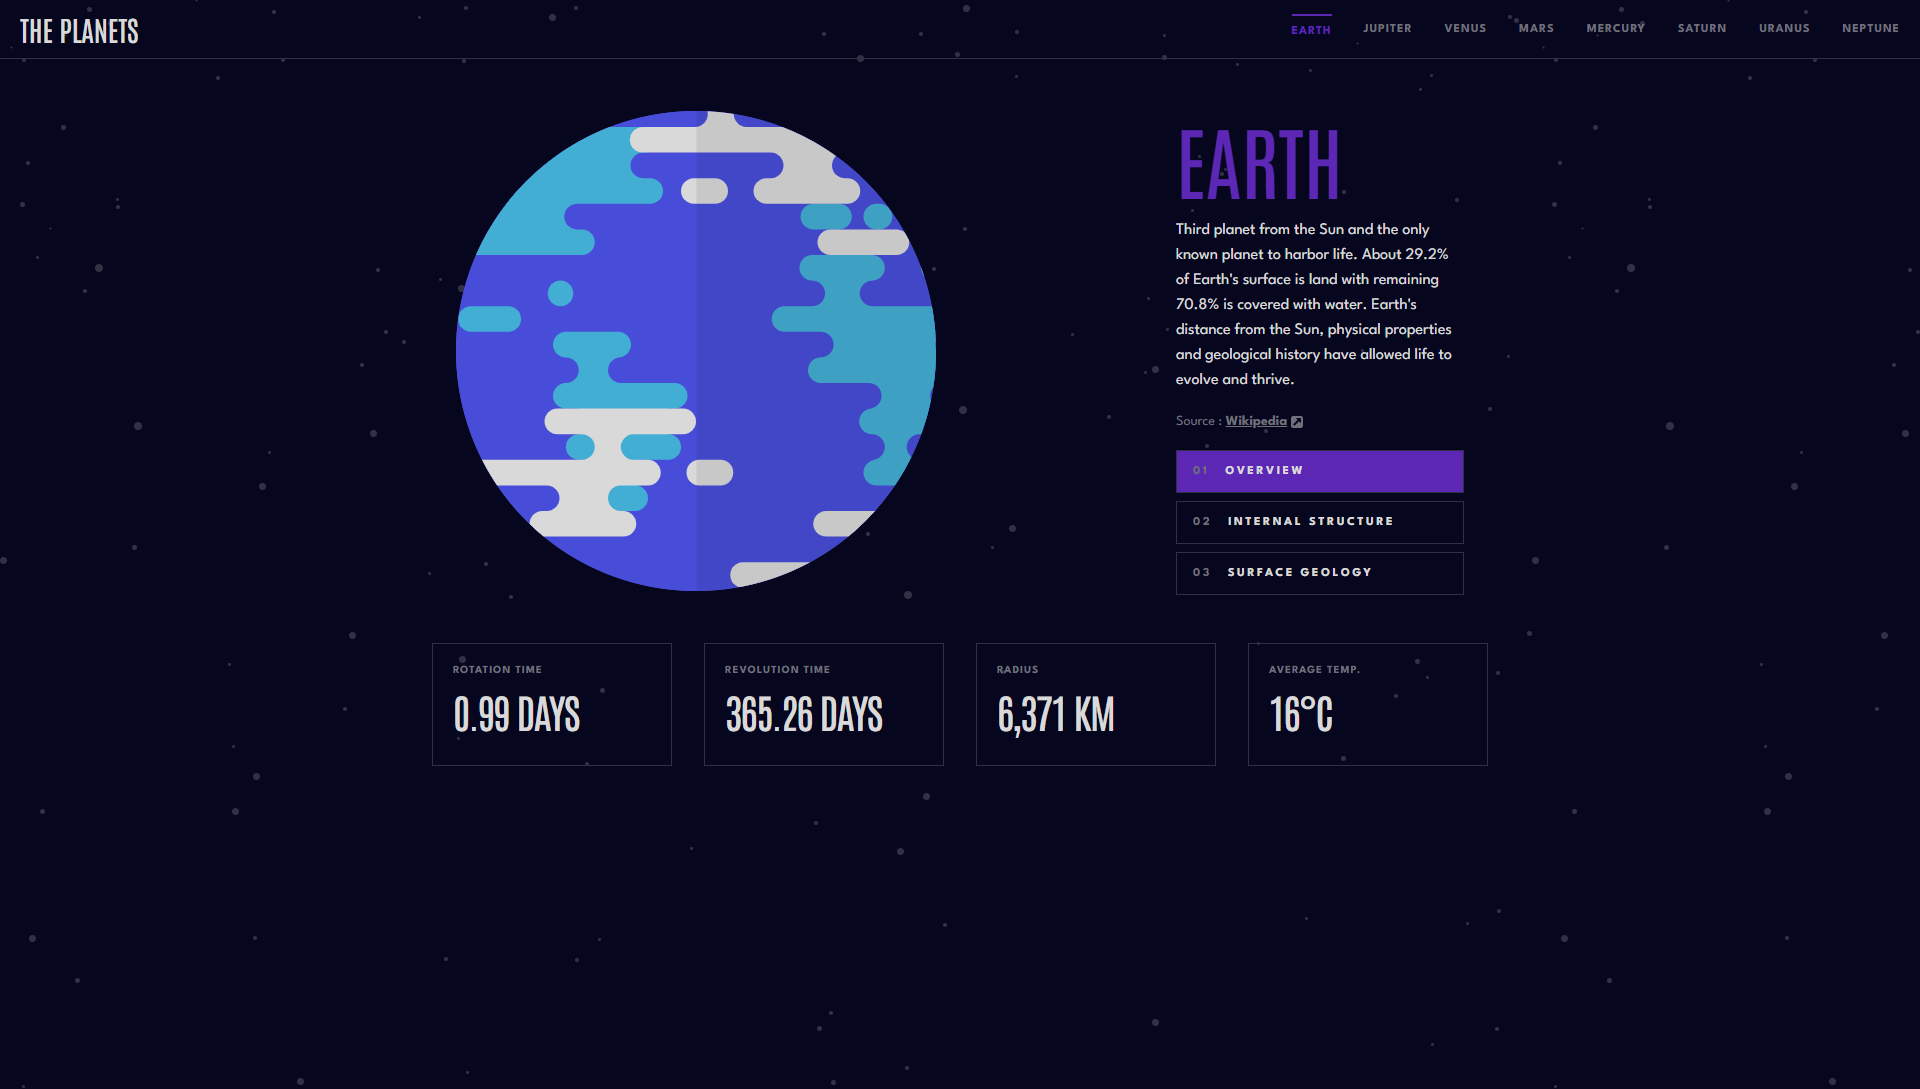 THE PLANETS
EARTH JUPITER VENUS MARS MERCURY SATURN URANUS NEPTUNE
EARTH
Third planet from the Sun and the only
known planet to harbor life. About 29.2%
of Earth's surface is land with remaining
70.8% is covered with water. Earth's
distance from the Sun, physical properties
and geological history have allowed life to
evolve and thrive.
Source : Wikipedia
01 OVERVIEW
02 INTERNAL STRUCTURE
03 SURFACE GEOLOGY
ROTATION TIME
0.99 DAYS
REVOLUTION TIME
365.26 DAYS
RADIUS
6,371 KM
AVERAGE TEMP.
16°C